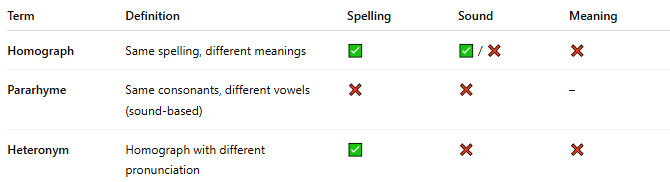 Term Definition Spelling Sound Meaning
Homograph Same spelling, different meanings ✅ ✅ / ❌ ❌
Pararhyme Same consonants, different vowels ❌ ❌ –
(sound-based)
Heteronym Homograph with different ✅ ❌ ❌
pronunciation